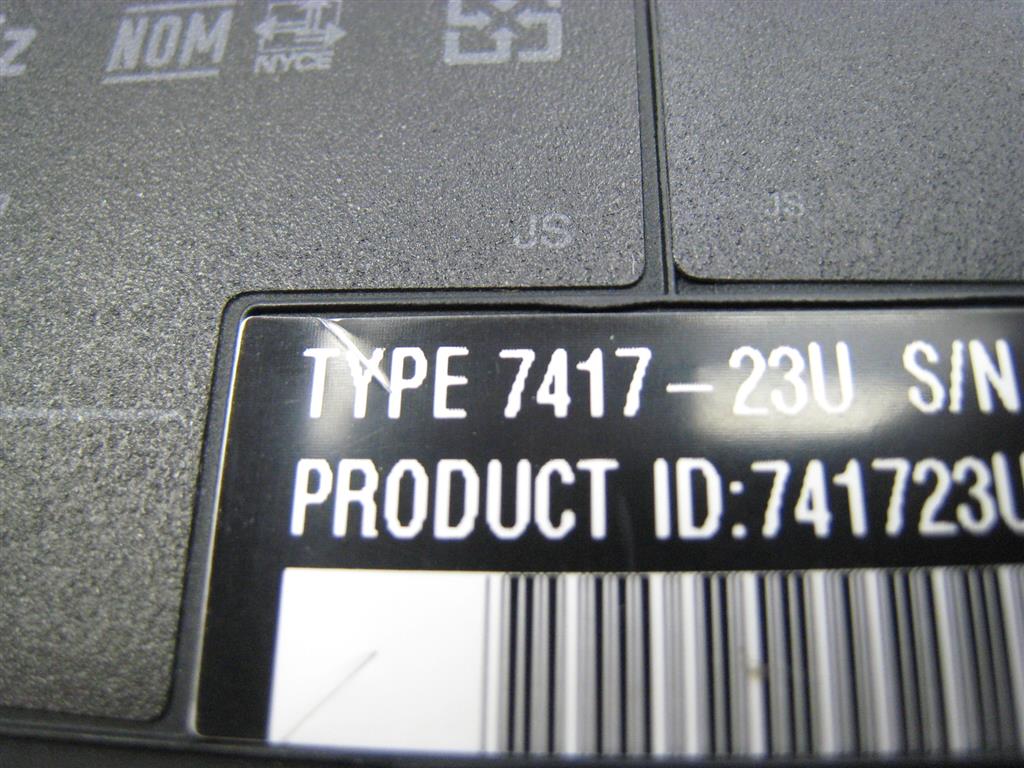 Z NOM NYCE
JS JS
TYPE 7417-23U S/N
PRODUCT ID:741723U